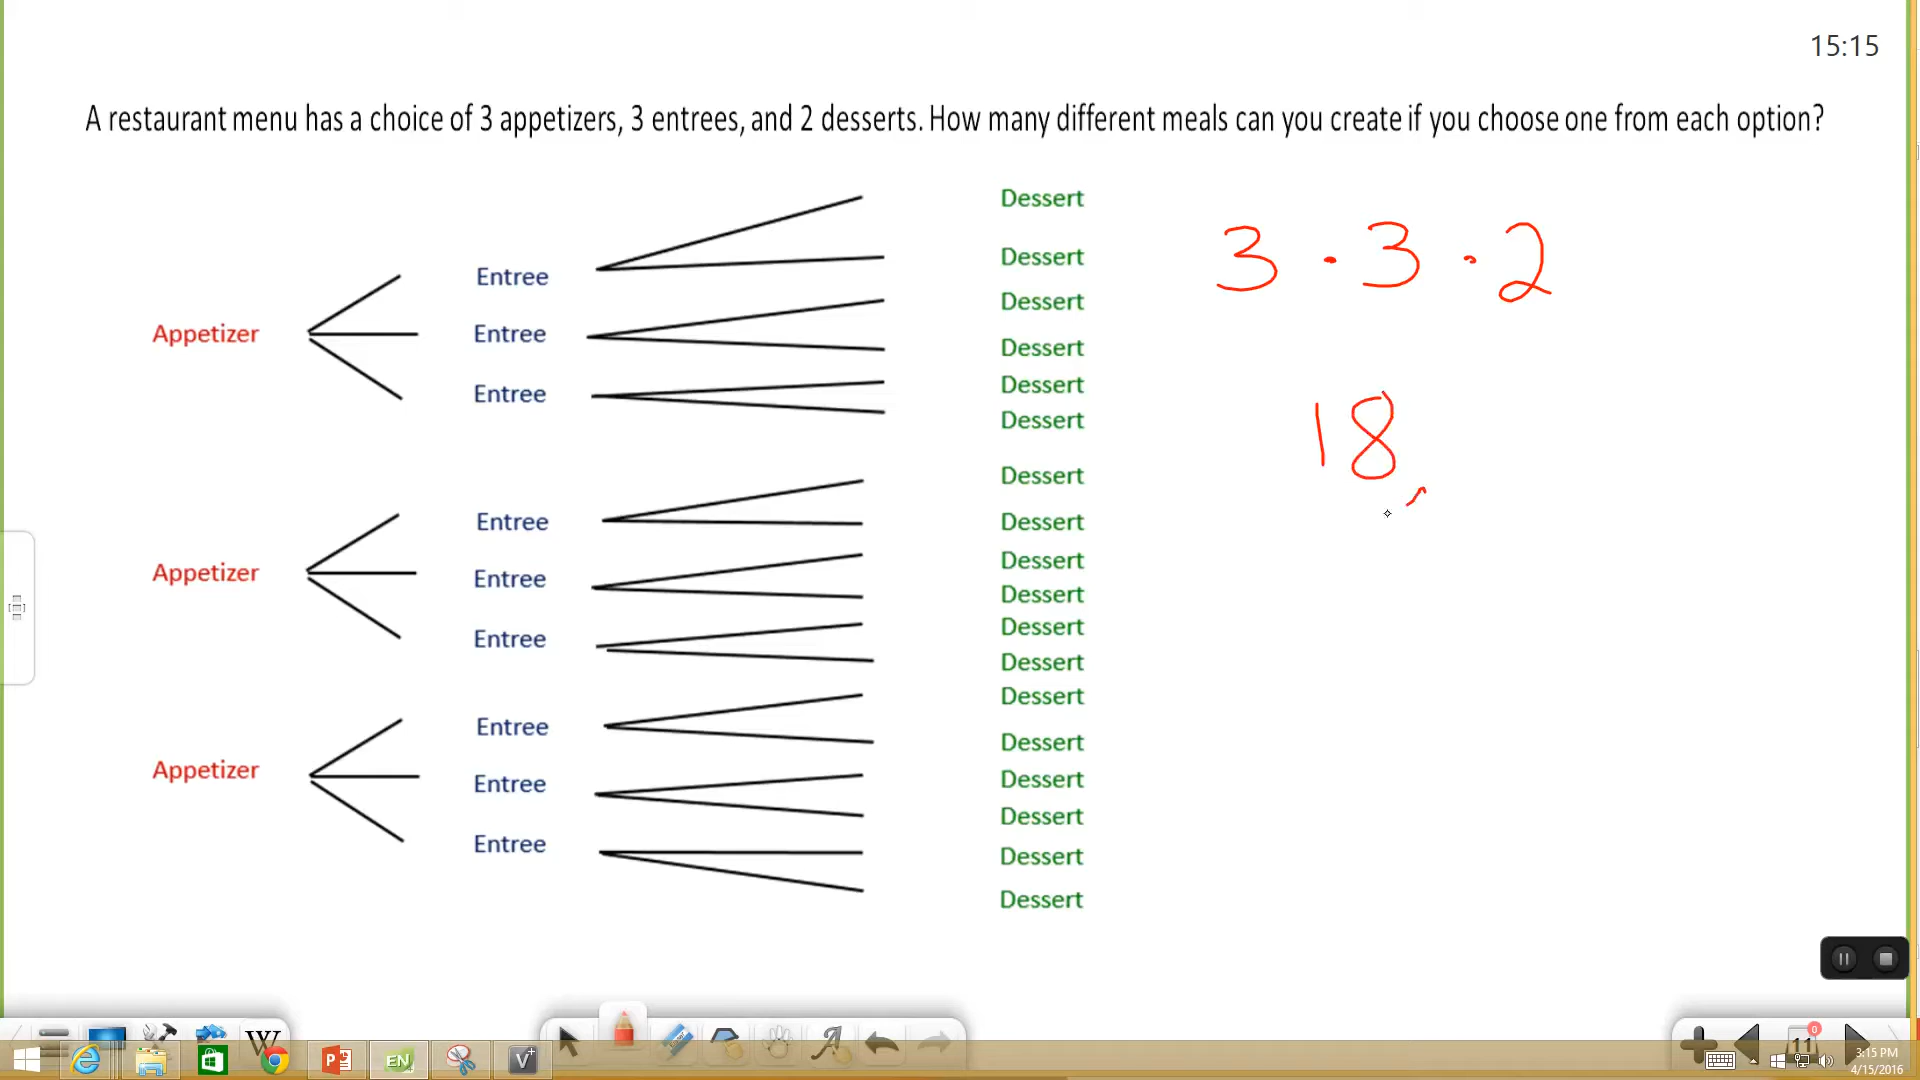 15:15
A restaurant menu has a choice of 3 appetizers, 3 entrees, and 2 desserts. How many different meals can you create if you choose one from each option?
Dessert
3 · 3 · 2
Dessert
Entree
Dessert
Appetizer
Entree
Dessert
Dessert
Entree
Dessert
18
Dessert
Entree
Dessert
Dessert
Appetizer
Entree
Dessert
Dessert
Entree
Dessert
Dessert
Entree
Dessert
Appetizer
Dessert
Entree
Dessert
Entree
Dessert
Dessert
W
A
0
11
EN
V+
3:15 PM
4/15/2016